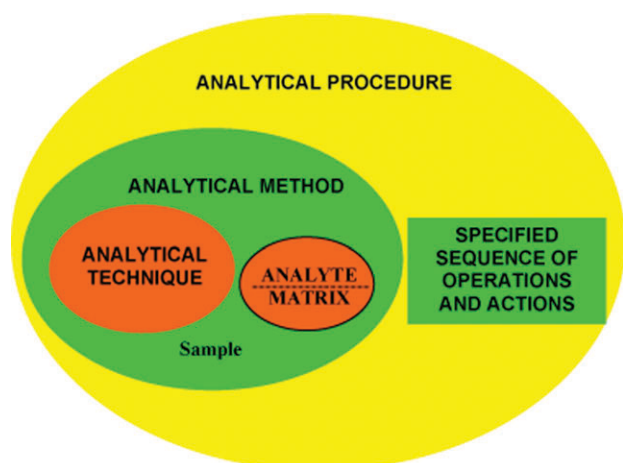 ANALYTICAL PROCEDURE
ANALYTICAL METHOD
ANALYTICAL
TECHNIQUE
ANALYTE
MATRIX
Sample
SPECIFIED
SEQUENCE OF
OPERATIONS
AND ACTIONS